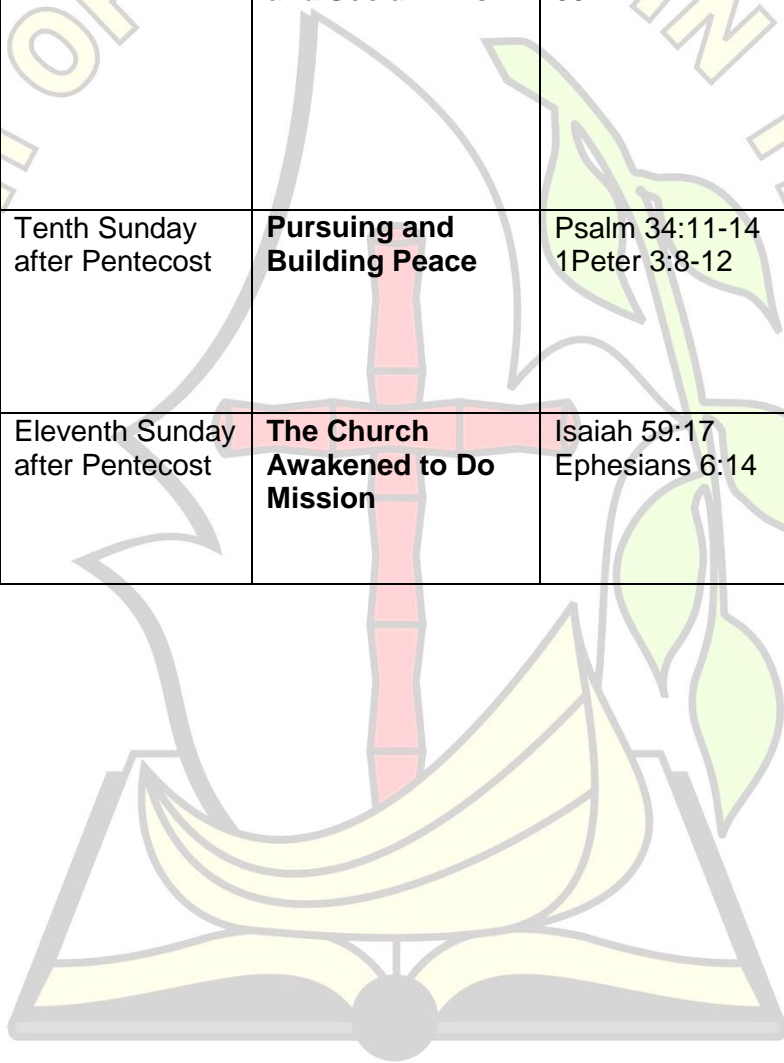 Tenth Sunday
after Pentecost
Pursuing and
Building Peace
Psalm 34:11-14
1Peter 3:8-12
Eleventh Sunday
after Pentecost
The Church
Awakened to Do
Mission
Isaiah 59:17
Ephesians 6:14